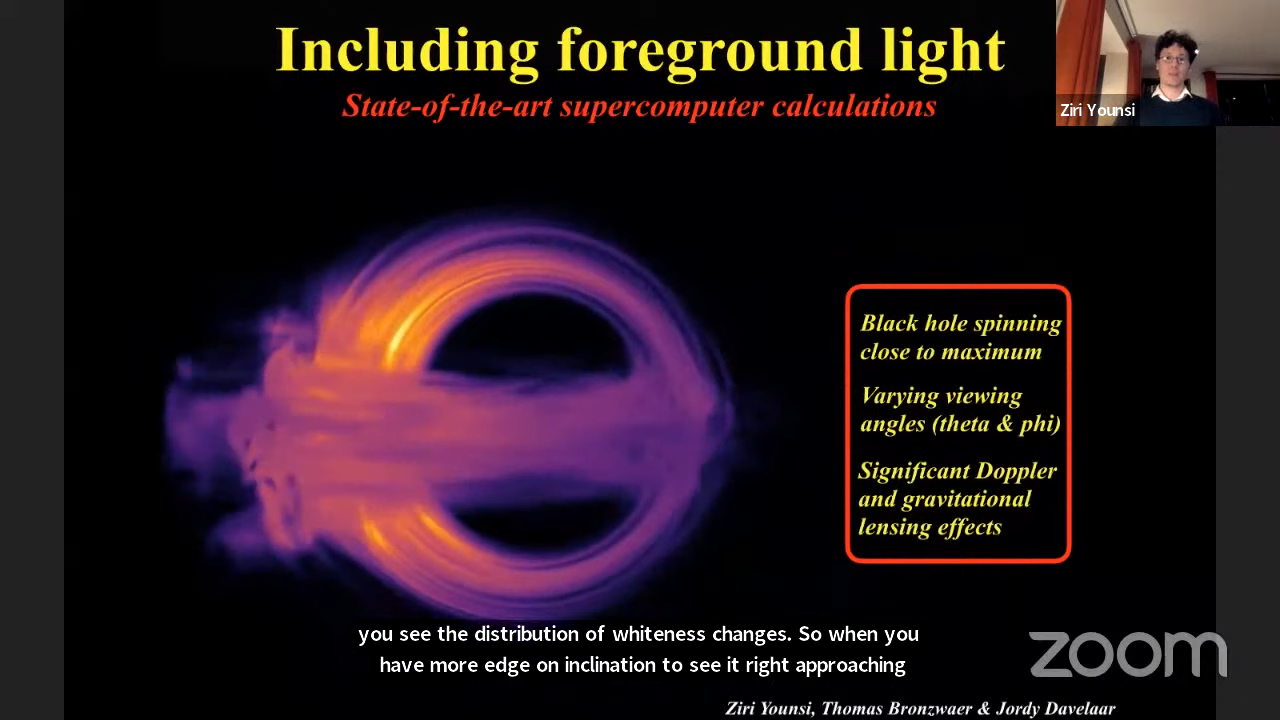 Including foreground light
State-of-the-art supercomputer calculations
Ziri Younsi
Black hole spinning
close to maximum
Varying viewing
angles (theta & phi)
Significant Doppler
and gravitational
lensing effects
you see the distribution of whiteness changes. So when you
have more edge on inclination to see it right approaching
zoom
Ziri Younsi, Thomas Bronzwaer & Jordy Davelaar